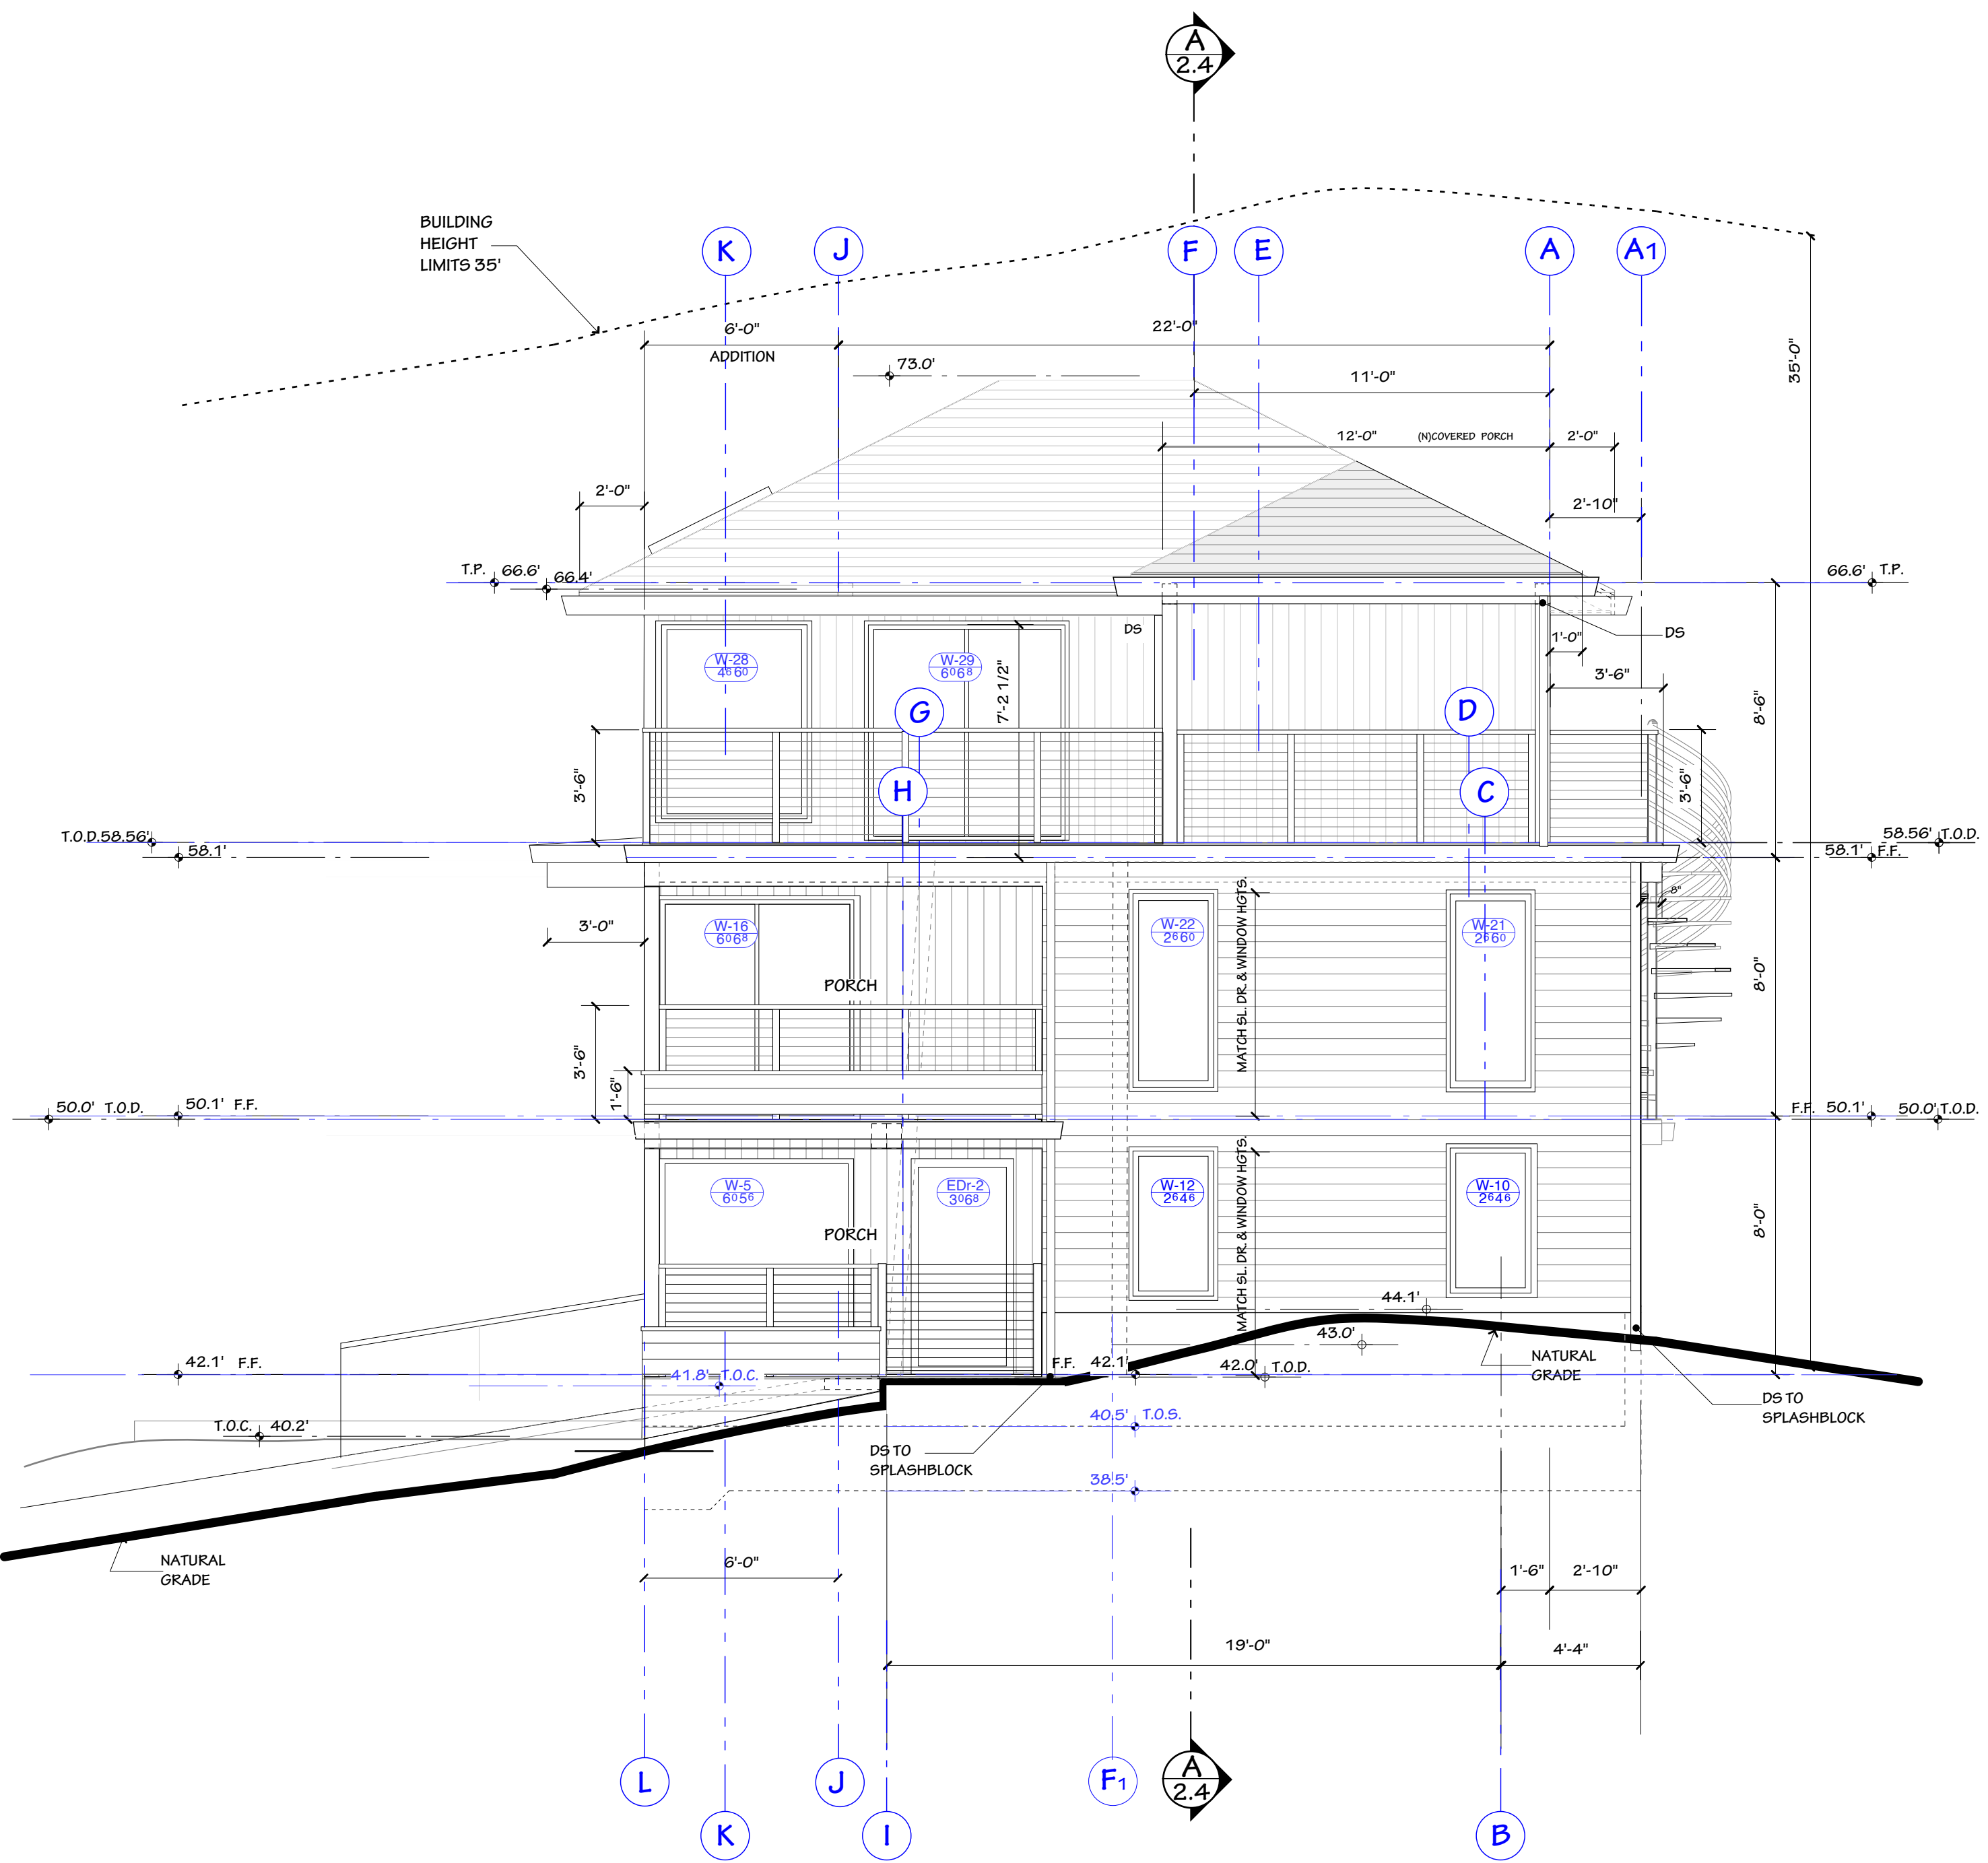 A
2.4
BUILDING
HEIGHT
LIMITS 35'
K
J
F
E
A
A1
6'-0"
22'-0"
ADDITION
35'-0"
73.0'
11'-0"
12'-0"
(N)COVERED PORCH
2'-0"
2'-0"
2'-10"
T.P. 66.6'
66.4'
66.6' T.P.
DS
DS
1'-0"
W-28
4⁶6⁰
W-29
6⁰6⁸
7'-2 1/2"
3'-6"
G
D
8'-6"
3'-6"
H
C
3'-6"
T.O.D.58.56'
58.1'
58.56' T.O.D.
58.1' F.F.
8"
3'-0"
W-16
6⁰6⁸
W-22
2⁶6⁰
W-21
2⁶6⁰
MATCH SL. DR. & WINDOW HGTS.
PORCH
8'-0"
3'-6"
1'-6"
50.0' T.O.D.
50.1' F.F.
F.F. 50.1'
50.0'T.O.D.
W-5
6⁰5⁶
EDr-2
3⁰6⁸
W-12
2⁶4⁶
W-10
2⁶4⁶
MATCH SL. DR. & WINDOW HGTS.
PORCH
8'-0"
44.1'
43.0'
42.1' F.F.
41.8' T.O.C.
F.F. 42.1'
42.0' T.O.D.
NATURAL
GRADE
DS TO
SPLASHBLOCK
T.O.C. 40.2'
40.5' T.O.S.
DS TO
SPLASHBLOCK
38.5'
NATURAL
GRADE
6'-0"
1'-6"
2'-10"
19'-0"
4'-4"
L
J
F1
A
2.4
K
I
B